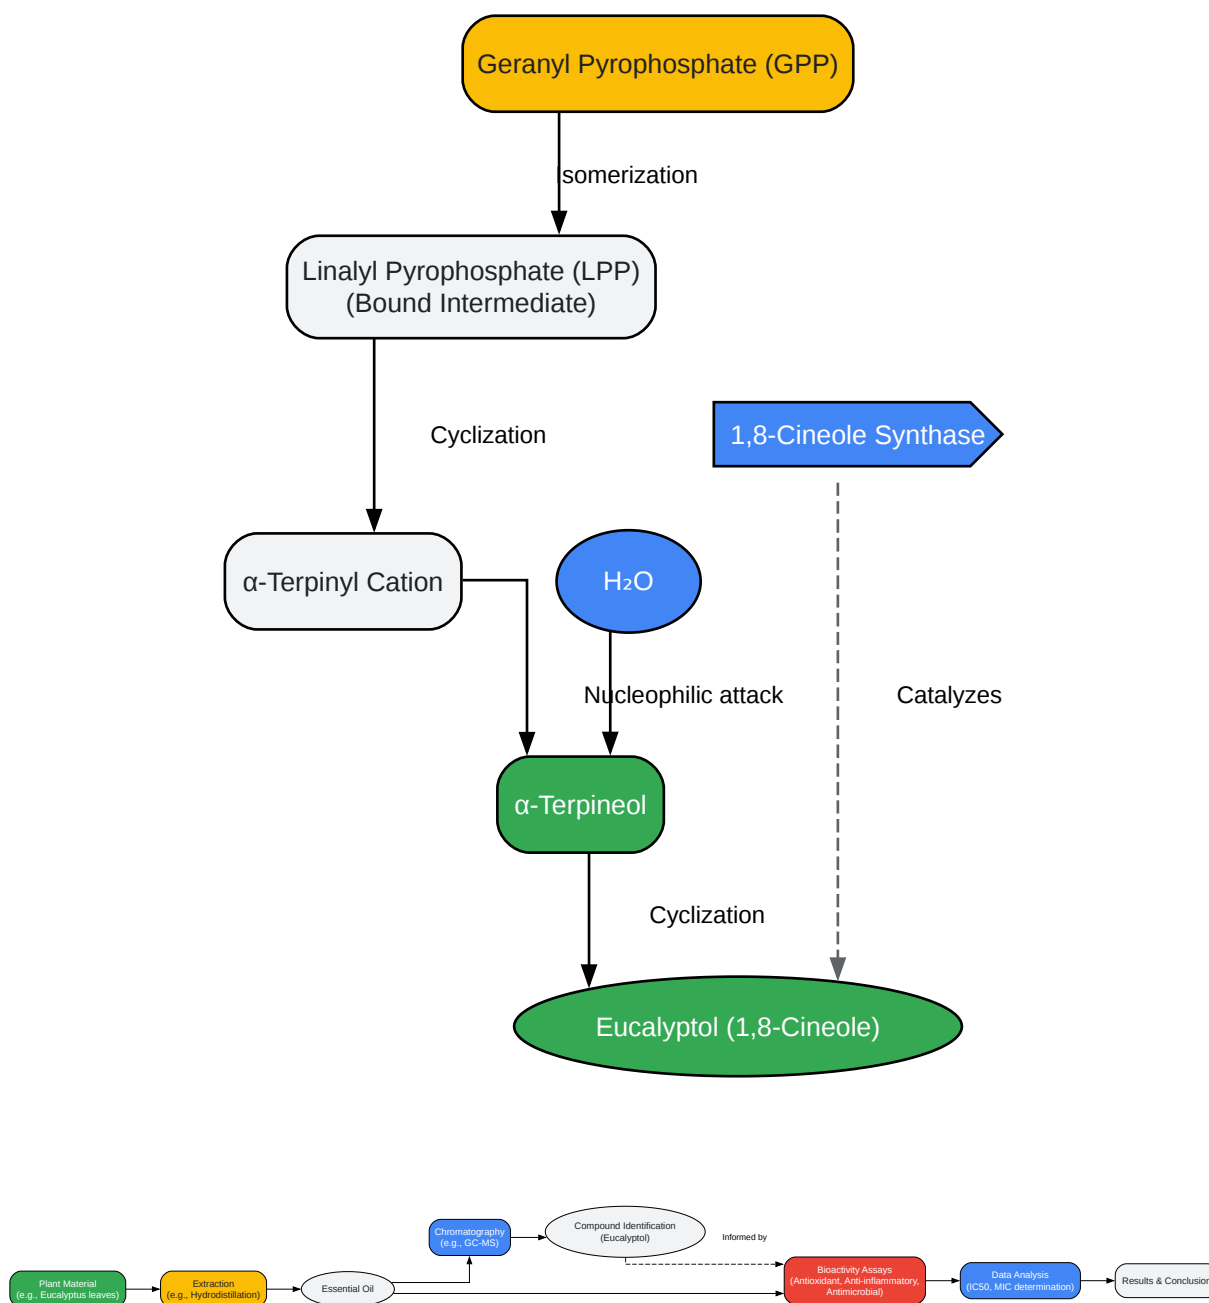 Geranyl Pyrophosphate (GPP)
Isomerization
Linalyl Pyrophosphate (LPP)
(Bound Intermediate)
Cyclization
1,8-Cineole Synthase
α-Terpinyl Cation
H₂O
Nucleophilic attack
Catalyzes
α-Terpineol
Cyclization
Eucalyptol (1,8-Cineole)
Chromatography
(e.g., GC-MS)
Compound Identification
(Eucalyptol)
Informed by
Plant Material
(e.g., Eucalyptus leaves)
Extraction
(e.g., Hydrodistillation)
Essential Oil
Bioactivity Assays
(Antioxidant, Anti-inflammatory,
Antimicrobial)
Data Analysis
(IC50, MIC determination)
Results & Conclusion